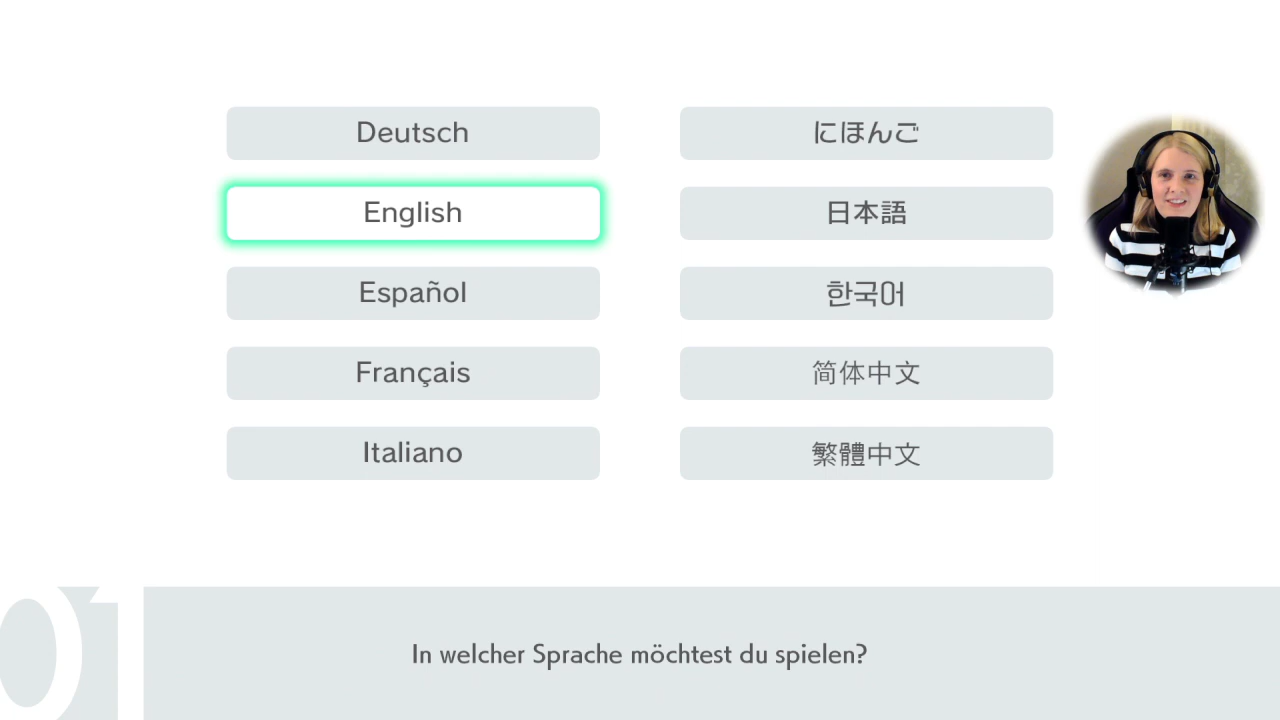 Deutsch
English
Español
Français
Italiano
にほんご
日本語
한국어
简体中文
繁體中文
01
In welcher Sprache möchtest du spielen?